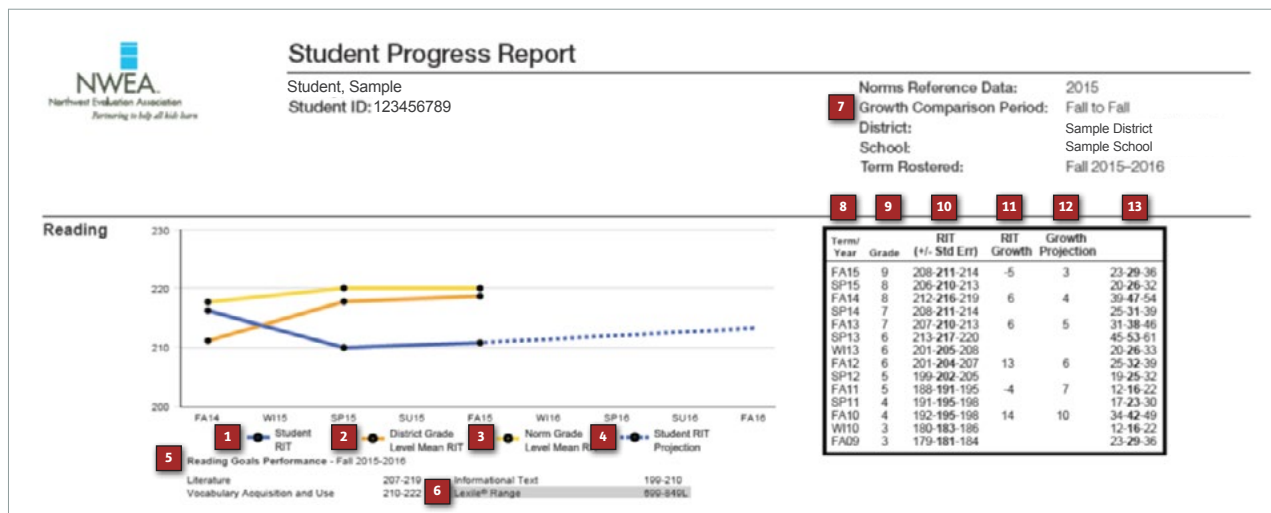 NWEA
Northwest Evaluation Association
Partnering to help all kids learn
Student Progress Report
Student, Sample
Student ID: 123456789
Norms Reference Data: 2015
7 Growth Comparison Period: Fall to Fall
District: Sample District
School: Sample School
Term Rostered: Fall 2015–2016
Reading
230
220
210
200
FA14 WI15 SP15 SU15 FA15 WI16 SP16 SU16 FA16
1 Student RIT
2 District Grade Level Mean RIT
3 Norm Grade Level Mean RIT
4 Student RIT Projection
5 Reading Goals Performance - Fall 2015-2016
Literature 207-219 Informational Text 199-210
Vocabulary Acquisition and Use 210-222 6 Lexile® Range 699-849L
8 9 10 11 12 13
Term/Year Grade RIT (+/- Std Err) RIT Growth Growth Projection
FA15 9 208-211-214 -5 3 23-29-36
SP15 8 206-210-213 20-26-32
FA14 8 212-216-219 6 4 39-47-54
SP14 7 208-211-214 25-31-39
FA13 7 207-210-213 6 5 31-38-46
SP13 6 213-217-220 45-53-61
WI13 6 201-205-208 20-26-33
FA12 6 201-204-207 13 6 25-32-39
SP12 5 199-202-205 19-25-32
FA11 5 188-191-195 -4 7 12-16-22
SP11 4 191-195-198 17-23-30
FA10 4 192-195-198 14 10 34-42-49
WI10 3 180-183-186 12-16-22
FA09 3 179-181-184 23-29-36